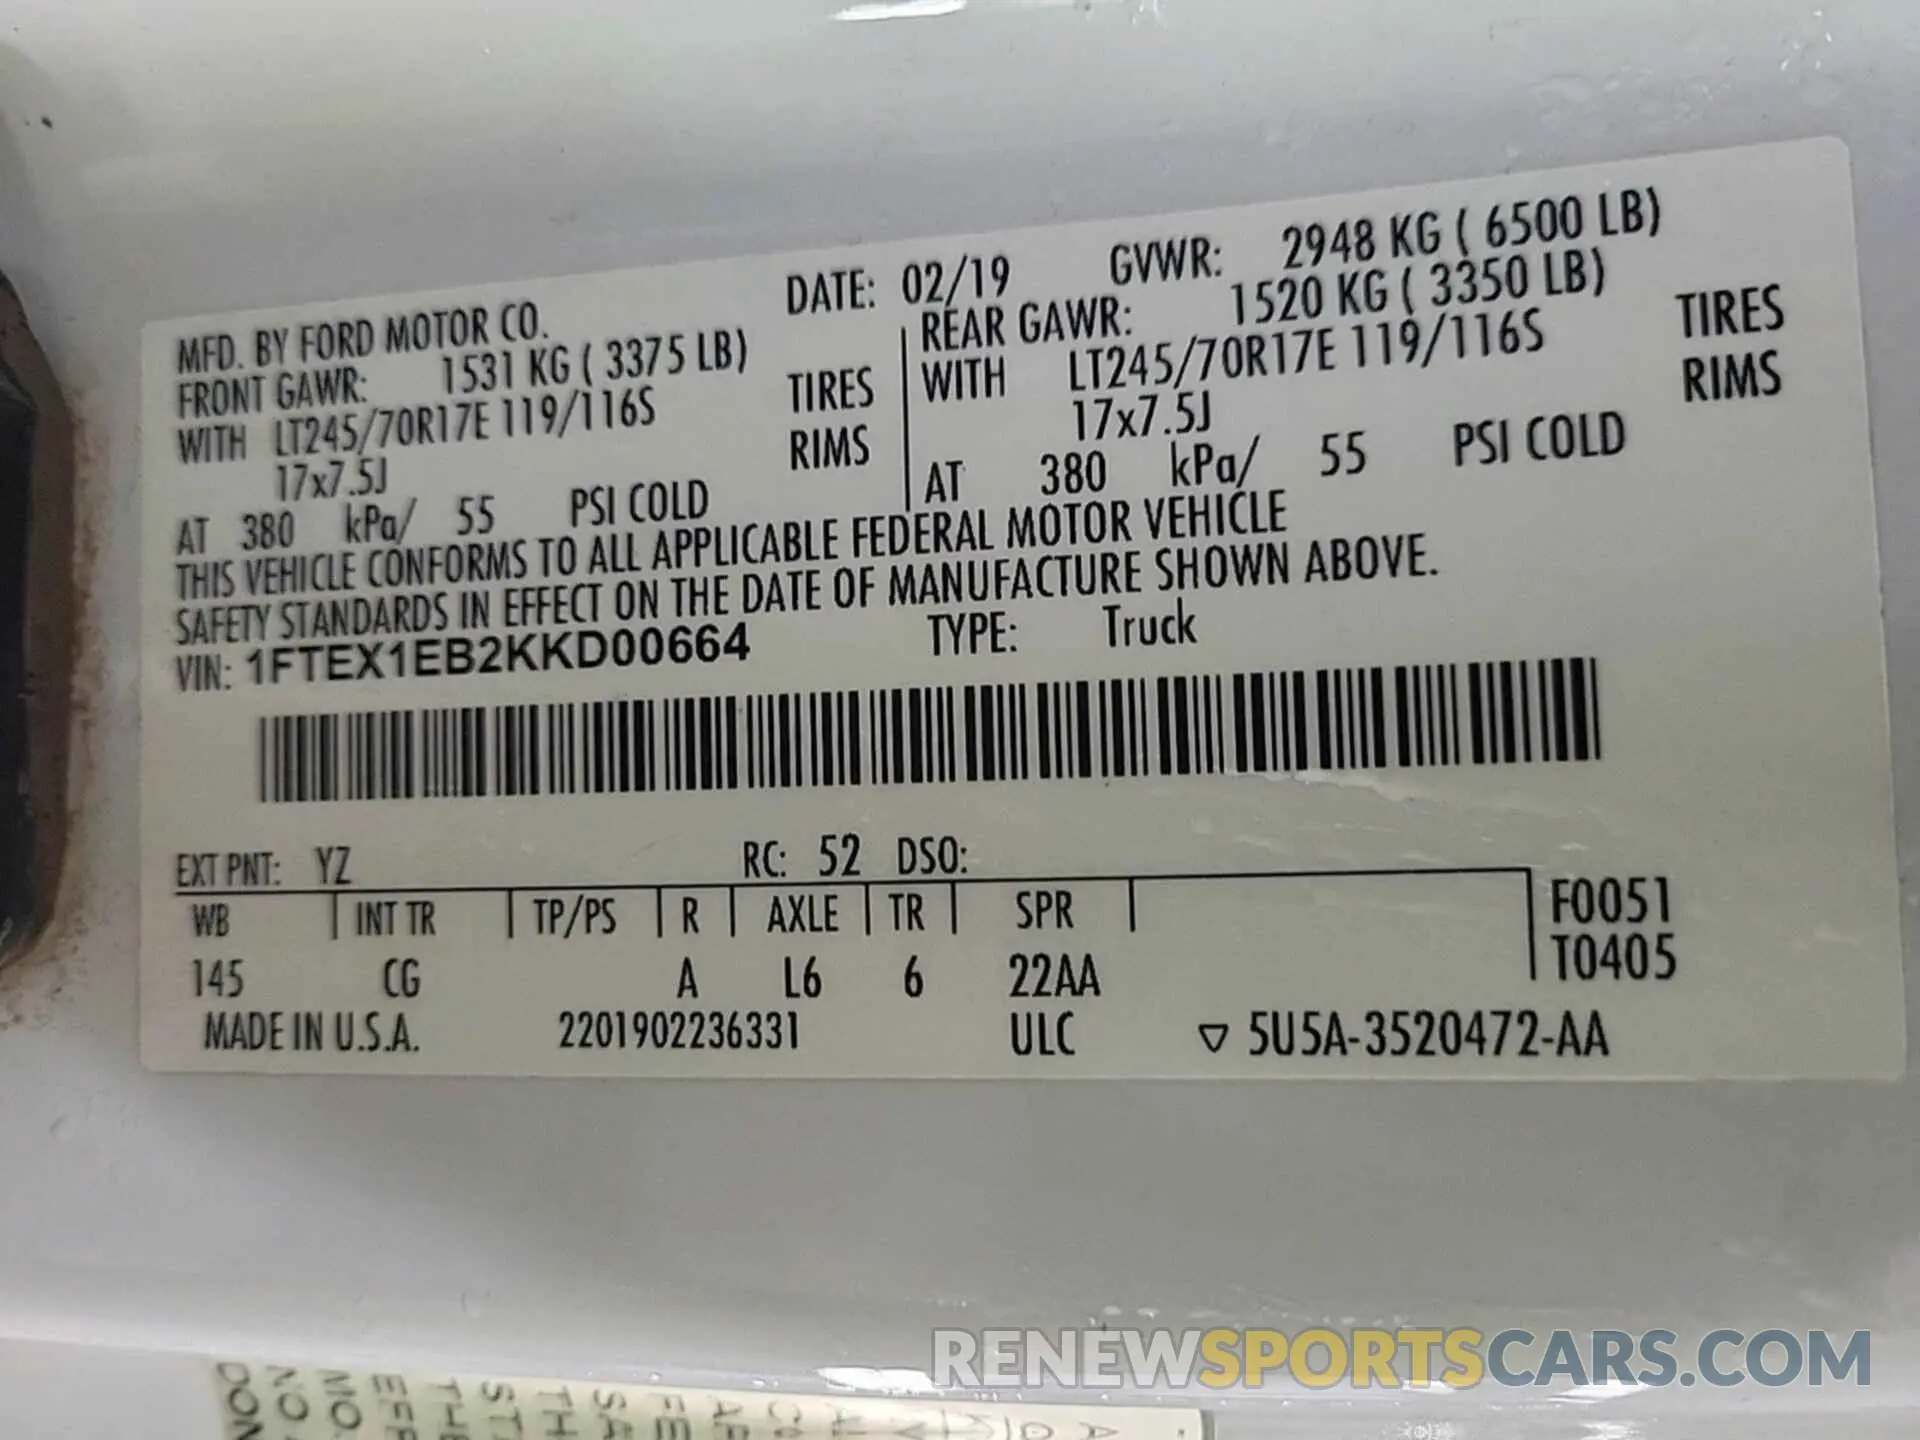 MFD. BY FORD MOTOR CO. DATE: 02/19 GVWR: 2948 KG ( 6500 LB)
FRONT GAWR: 1531 KG ( 3375 LB) REAR GAWR: 1520 KG ( 3350 LB)
WITH LT245/70R17E 119/116S TIRES WITH LT245/70R17E 119/116S TIRES
17x7.5J RIMS 17x7.5J RIMS
AT 380 kPa/ 55 PSI COLD AT 380 kPa/ 55 PSI COLD
THIS VEHICLE CONFORMS TO ALL APPLICABLE FEDERAL MOTOR VEHICLE
SAFETY STANDARDS IN EFFECT ON THE DATE OF MANUFACTURE SHOWN ABOVE.
VIN: 1FTEX1EB2KKD00664 TYPE: Truck
EXT PNT: YZ RC: 52 DSO:
WB INT TR TP/PS R AXLE TR SPR F0051
145 CG A L6 6 22AA T0405
MADE IN U.S.A. 2201902236331 ULC ▽ 5U5A-3520472-AA
RENEWSPORTSCARS.COM